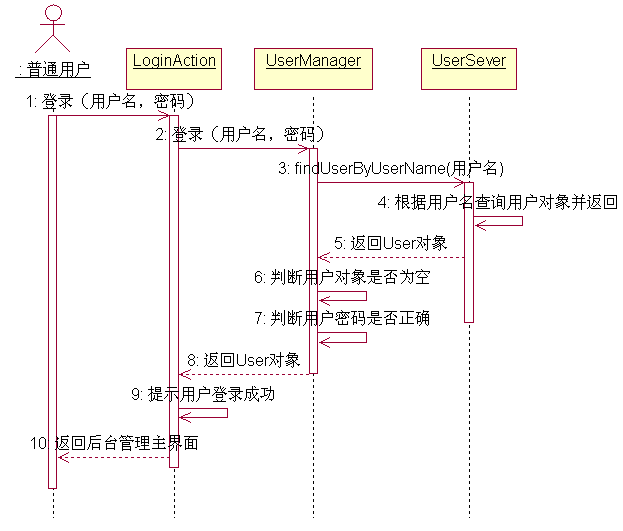 : 普通用户
LoginAction
UserManager
UserSever
1: 登录（用户名，密码）
2: 登录（用户名，密码）
3: findUserByUserName(用户名)
4: 根据用户名查询用户对象并返回
5: 返回User对象
6: 判断用户对象是否为空
7: 判断用户密码是否正确
8: 返回User对象
9: 提示用户登录成功
10: 返回后台管理主界面